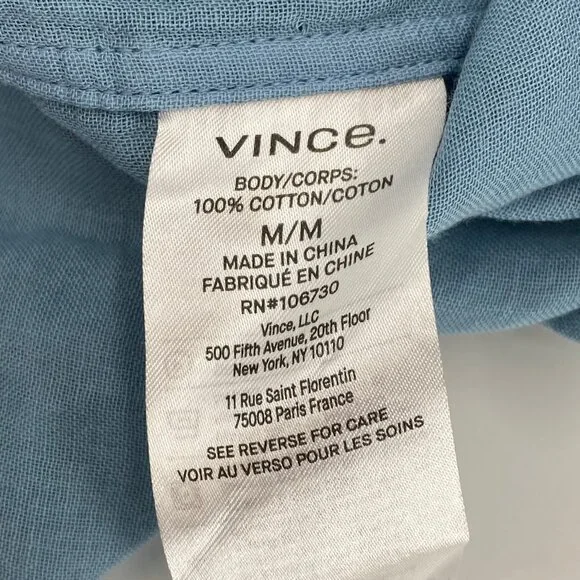 VINCE.
BODY/CORPS:
100% COTTON/COTON
M/M
MADE IN CHINA
FABRIQUÉ EN CHINE
RN#106730
Vince, LLC
500 Fifth Avenue, 20th Floor
New York, NY 10110
11 Rue Saint Florentin
75008 Paris France
SEE REVERSE FOR CARE
VOIR AU VERSO POUR LES SOINS